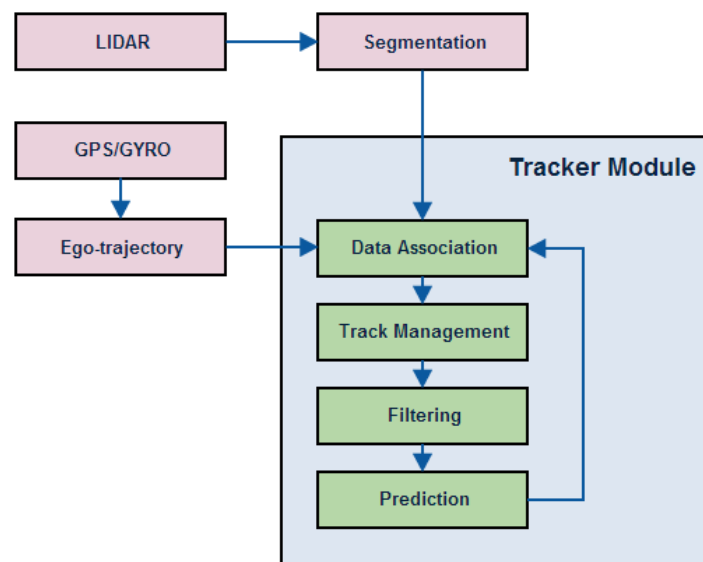 LIDAR
Segmentation
GPS/GYRO
Tracker Module
Ego-trajectory
Data Association
Track Management
Filtering
Prediction